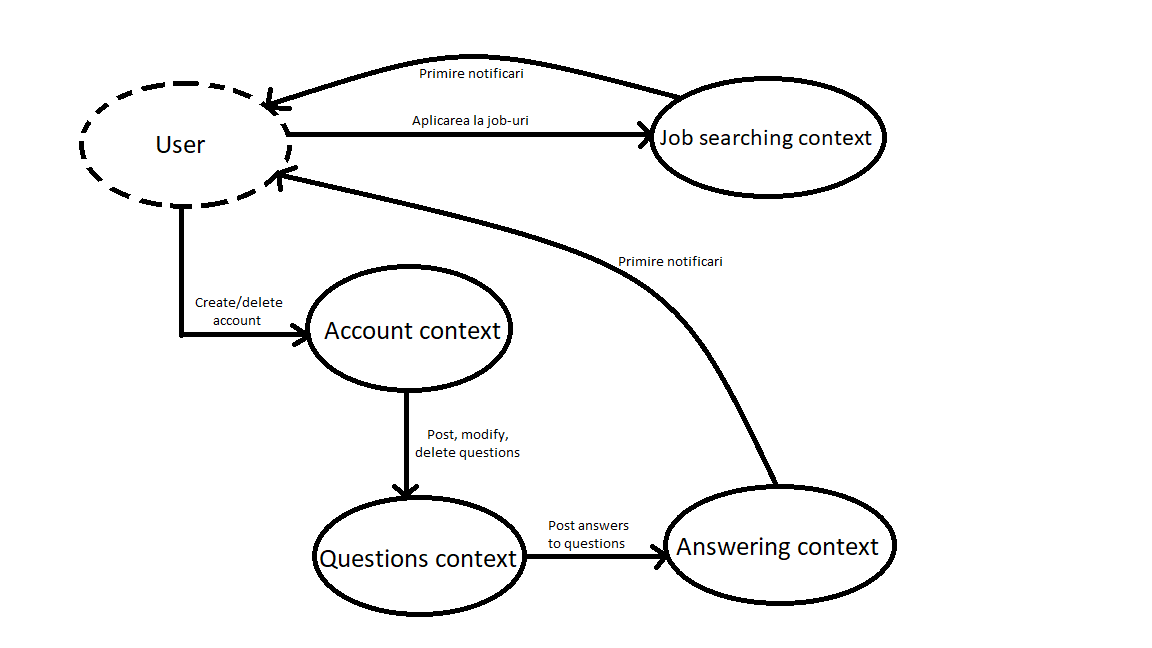 Primire notificari
Aplicarea la job-uri
User
Job searching context
Primire notificari
Create/delete
account
Account context
Post, modify,
delete questions
Post answers
to questions
Questions context
Answering context